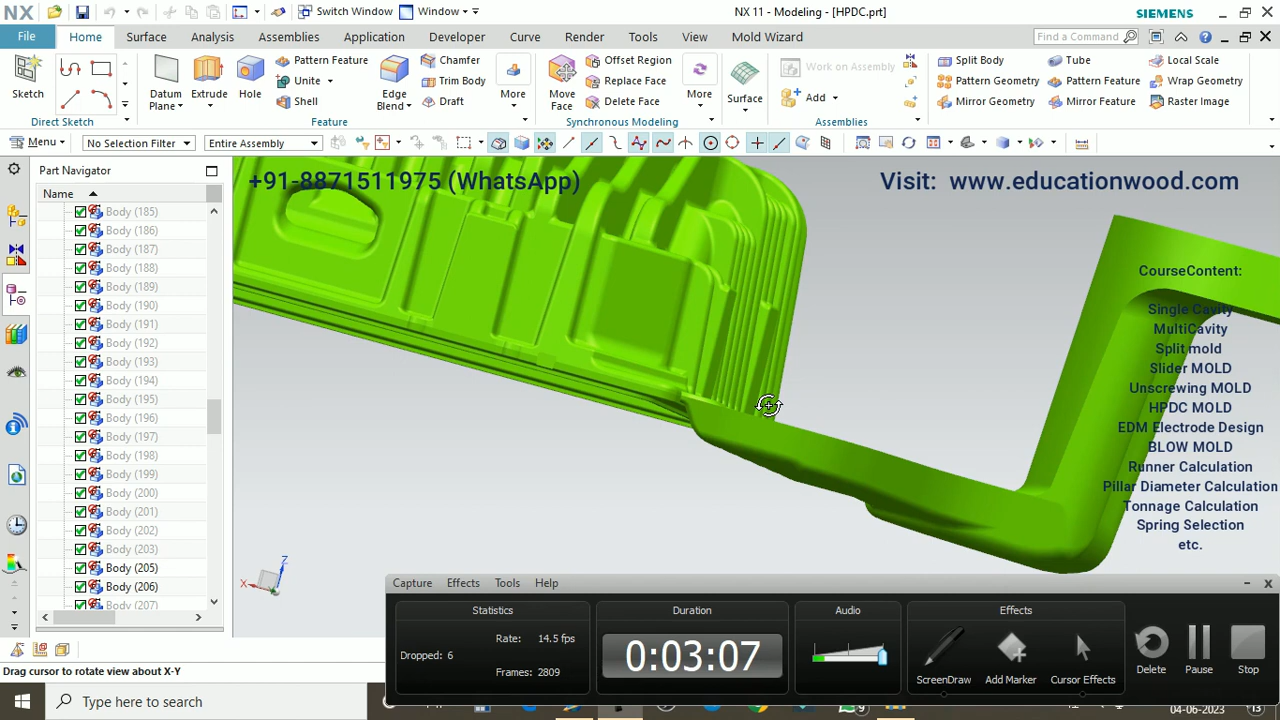 NX
Switch Window
Window
NX 11 - Modeling - [HPDC.prt]
SIEMENS
File
Home
Surface
Analysis
Assemblies
Application
Developer
Curve
Render
Tools
View
Mold Wizard
Find a Command
Sketch
Direct Sketch
Datum Plane
Extrude
Hole
Pattern Feature
Unite
Shell
Edge Blend
Chamfer
Trim Body
Draft
More
Feature
Move Face
Offset Region
Replace Face
Delete Face
More
Synchronous Modeling
Surface
Work on Assembly
Add
Assemblies
Split Body
Pattern Geometry
Mirror Geometry
Tube
Pattern Feature
Mirror Feature
Local Scale
Wrap Geometry
Raster Image
Menu
No Selection Filter
Entire Assembly
Part Navigator
Name
Body (185)
Body (186)
Body (187)
Body (188)
Body (189)
Body (190)
Body (191)
Body (192)
Body (193)
Body (194)
Body (195)
Body (196)
Body (197)
Body (198)
Body (199)
Body (200)
Body (201)
Body (202)
Body (203)
Body (205)
Body (206)
Body (207)
+91-8871511975 (WhatsApp)
Visit: www.educationwood.com
CourseContent:
Single Cavity
MultiCavity
Split mold
Slider MOLD
Unscrewing MOLD
HPDC MOLD
EDM Electrode Design
BLOW MOLD
Runner Calculation
Pillar Diameter Calculation
Tonnage Calculation
Spring Selection
etc.
Z
X
Capture
Effects
Tools
Help
Statistics
Duration
Audio
Effects
Rate: 14.5 fps
Dropped: 6
Frames: 2809
0:03:07
ScreenDraw
Add Marker
Cursor Effects
Delete
Pause
Stop
Drag cursor to rotate view about X-Y
Type here to search
04-06-2023